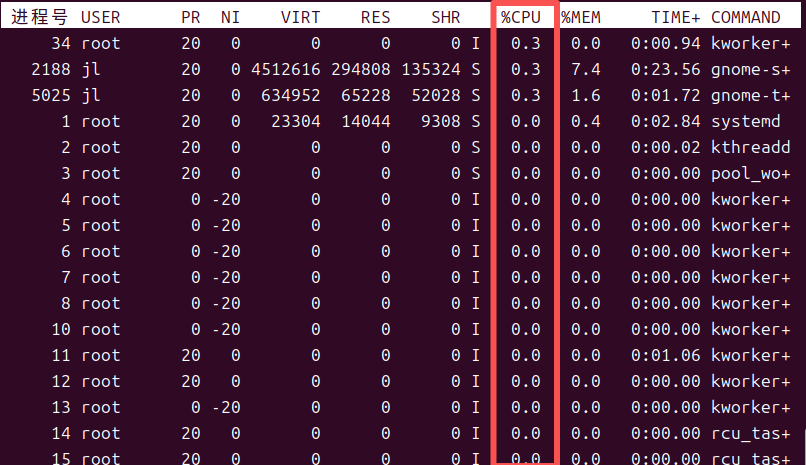 进程号 USER PR NI VIRT RES SHR %CPU %MEM TIME+ COMMAND
34 root 20 0 0 0 0 I 0.3 0.0 0:00.94 kworker+
2188 jl 20 0 4512616 294808 135324 S 0.3 7.4 0:23.56 gnome-s+
5025 jl 20 0 634952 65228 52028 S 0.3 1.6 0:01.72 gnome-t+
1 root 20 0 23304 14044 9308 S 0.0 0.4 0:02.84 systemd
2 root 20 0 0 0 0 S 0.0 0.0 0:00.02 kthreadd
3 root 20 0 0 0 0 S 0.0 0.0 0:00.00 pool_wo+
4 root 0 -20 0 0 0 I 0.0 0.0 0:00.00 kworker+
5 root 0 -20 0 0 0 I 0.0 0.0 0:00.00 kworker+
6 root 0 -20 0 0 0 I 0.0 0.0 0:00.00 kworker+
7 root 0 -20 0 0 0 I 0.0 0.0 0:00.00 kworker+
8 root 0 -20 0 0 0 I 0.0 0.0 0:00.00 kworker+
10 root 0 -20 0 0 0 I 0.0 0.0 0:00.00 kworker+
11 root 20 0 0 0 0 I 0.0 0.0 0:01.06 kworker+
12 root 20 0 0 0 0 I 0.0 0.0 0:00.00 kworker+
13 root 0 -20 0 0 0 I 0.0 0.0 0:00.00 kworker+
14 root 20 0 0 0 0 I 0.0 0.0 0:00.00 rcu_tas+
15 root 20 0 0 0 0 I 0.0 0.0 0:00.00 rcu_tas+